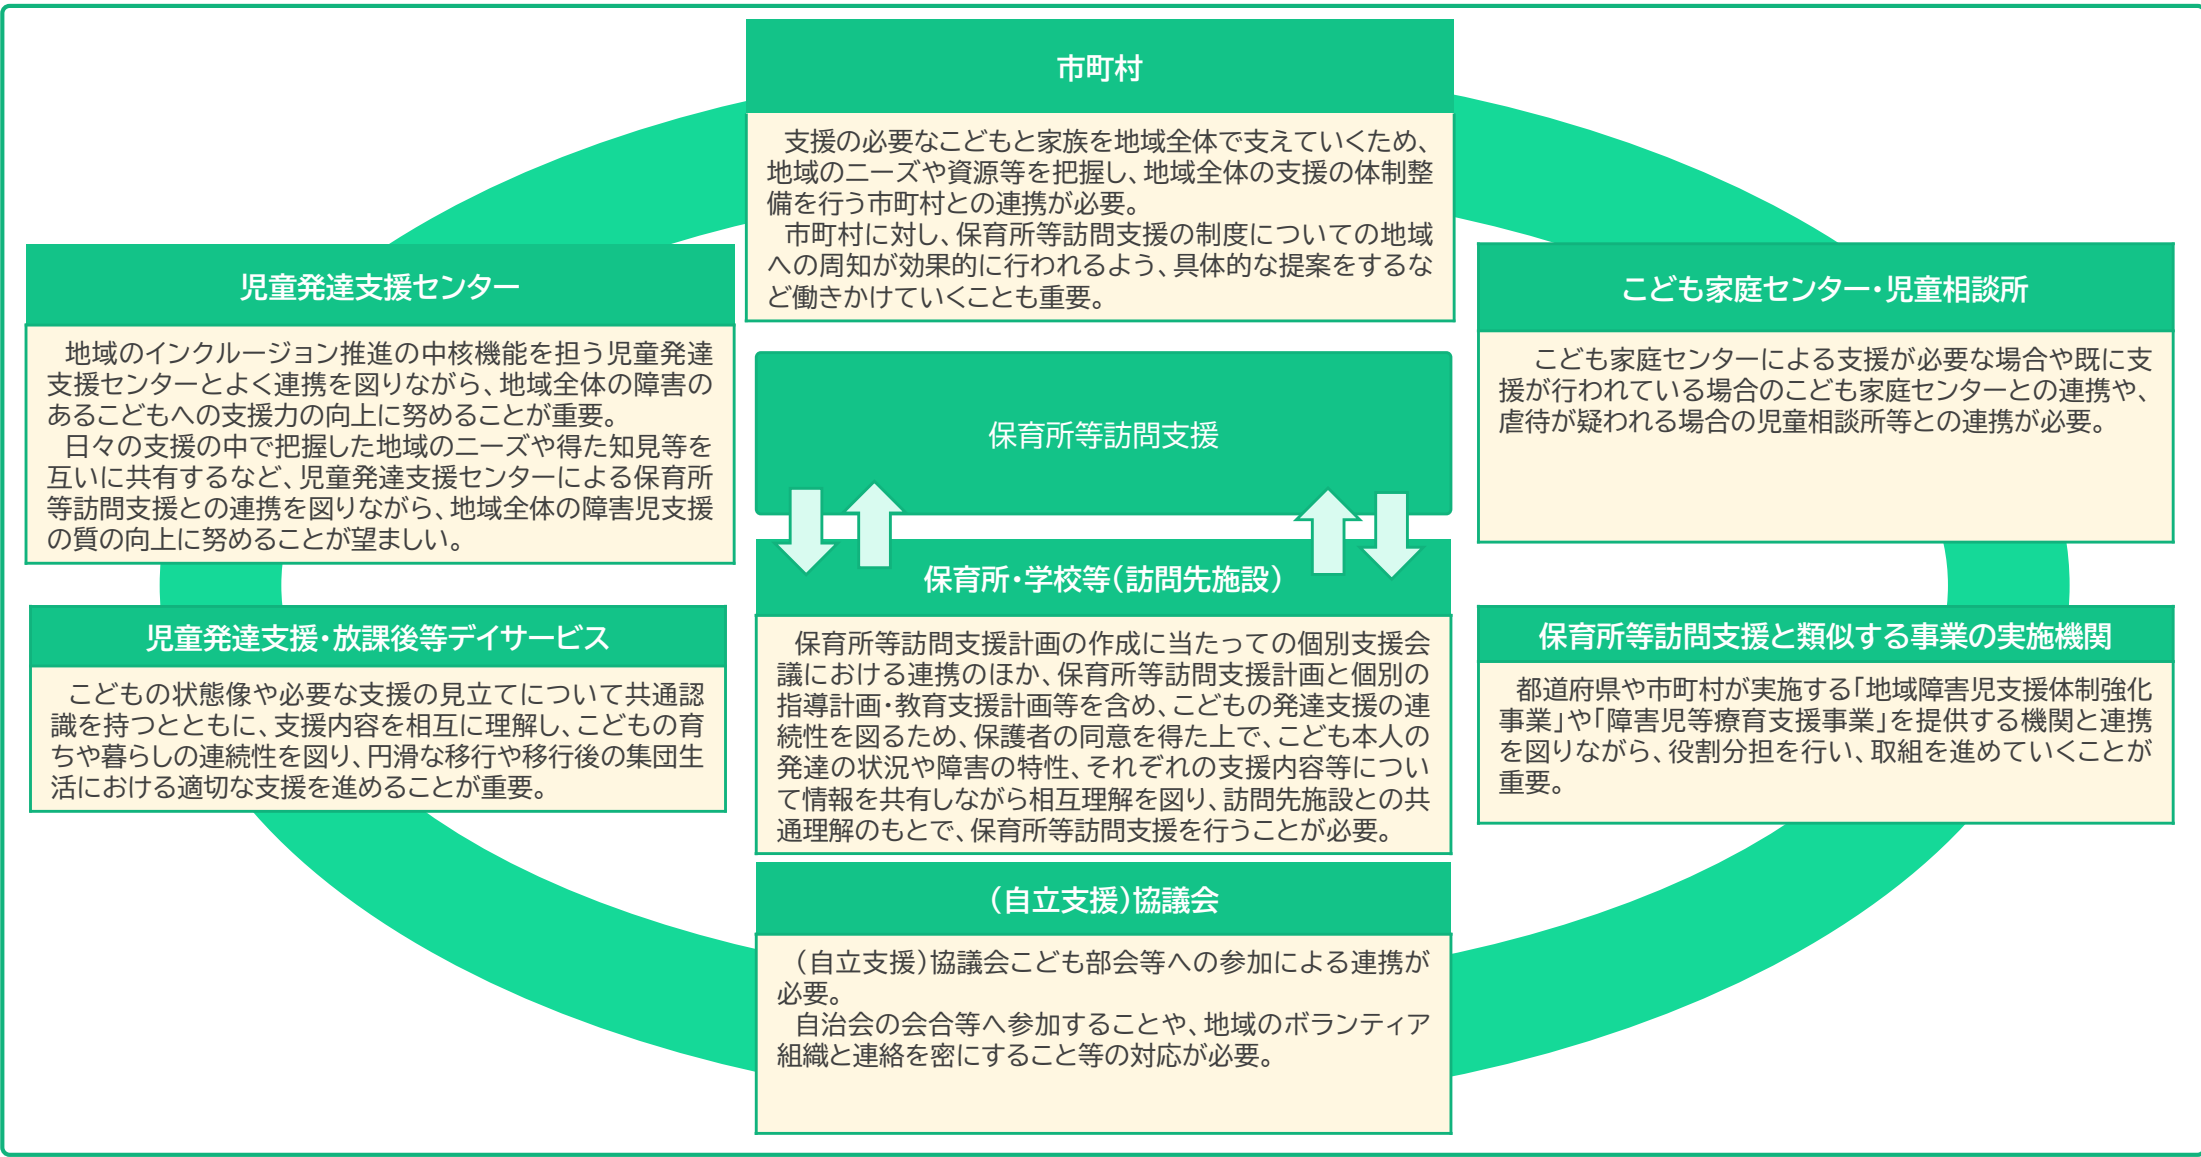 市町村
　支援の必要なこどもと家族を地域全体で支えていくため、
地域のニーズや資源等を把握し、地域全体の支援の体制整
備を行う市町村との連携が必要。
　市町村に対し、保育所等訪問支援の制度についての地域
への周知が効果的に行われるよう、具体的な提案をするな
ど働きかけていくことも重要。
児童発達支援センター
　地域のインクルージョン推進の中核機能を担う児童発達
支援センターとよく連携を図りながら、地域全体の障害の
あるこどもへの支援力の向上に努めることが重要。
　日々の支援の中で把握した地域のニーズや得た知見等を
互いに共有するなど、児童発達支援センターによる保育所
等訪問支援との連携を図りながら、地域全体の障害児支援
の質の向上に努めることが望ましい。
こども家庭センター・児童相談所
　こども家庭センターによる支援が必要な場合や既に支
援が行われている場合のこども家庭センターとの連携や、
虐待が疑われる場合の児童相談所等との連携が必要。
保育所等訪問支援
保育所・学校等（訪問先施設）
　保育所等訪問支援計画の作成に当たっての個別支援会
議における連携のほか、保育所等訪問支援計画と個別の
指導計画・教育支援計画等を含め、こどもの発達支援の連
続性を図るため、保護者の同意を得た上で、こども本人の
発達の状況や障害の特性、それぞれの支援内容等につい
て情報を共有しながら相互理解を図り、訪問先施設との共
通理解のもとで、保育所等訪問支援を行うことが必要。
児童発達支援・放課後等デイサービス
　こどもの状態像や必要な支援の見立てについて共通認
識を持つとともに、支援内容を相互に理解し、こどもの育
ちや暮らしの連続性を図り、円滑な移行や移行後の集団生
活における適切な支援を進めることが重要。
保育所等訪問支援と類似する事業の実施機関
　都道府県や市町村が実施する「地域障害児支援体制強化
事業」や「障害児等療育支援事業」を提供する機関と連携
を図りながら、役割分担を行い、取組を進めていくことが
重要。
（自立支援）協議会
　（自立支援）協議会こども部会等への参加による連携が
必要。
　自治会の会合等へ参加することや、地域のボランティア
組織と連絡を密にすること等の対応が必要。